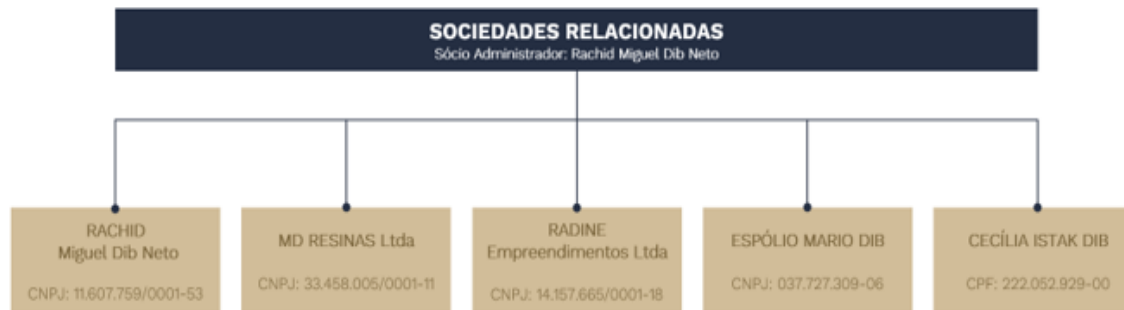 SOCIEDADES RELACIONADAS
Sócio Administrador: Rachid Miguel Dib Neto
RACHID
Miguel Dib Neto
CNPJ: 11.607.759/0001-53
MD RESINAS Ltda
CNPJ: 33.458.005/0001-11
RADINE
Empreendimentos Ltda
CNPJ: 14.157.665/0001-18
ESPÓLIO MARIO DIB
CNPJ: 037.727.309-06
CECÍLIA ISTAK DIB
CPF: 222.052.929-00